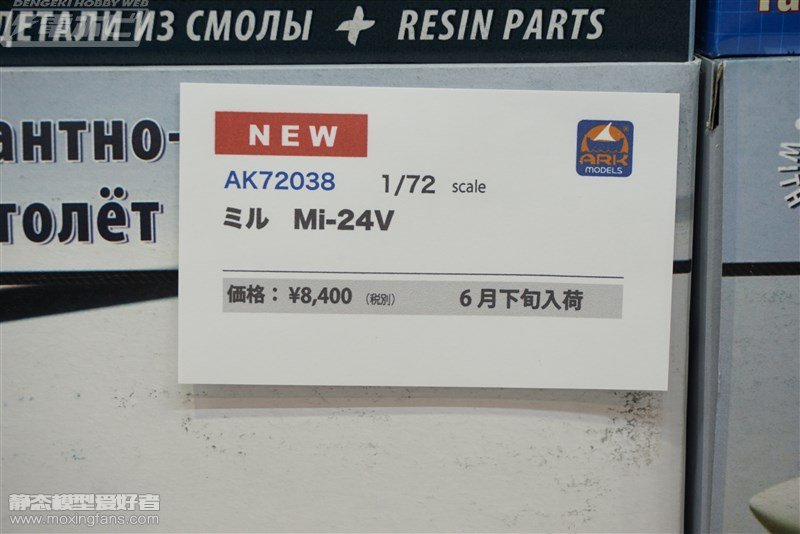 DENGEKI HOBBY WEB
ДЕТАЛИ ИЗ СМОЛЫ + RESIN PARTS
антно-
толёт
NEW
ARK
MODELS
AK72038 1/72 scale
ミル Mi-24V
価格：¥8,400（税別） 6月下旬入荷
静态模型爱好者
www.moxingfans.com